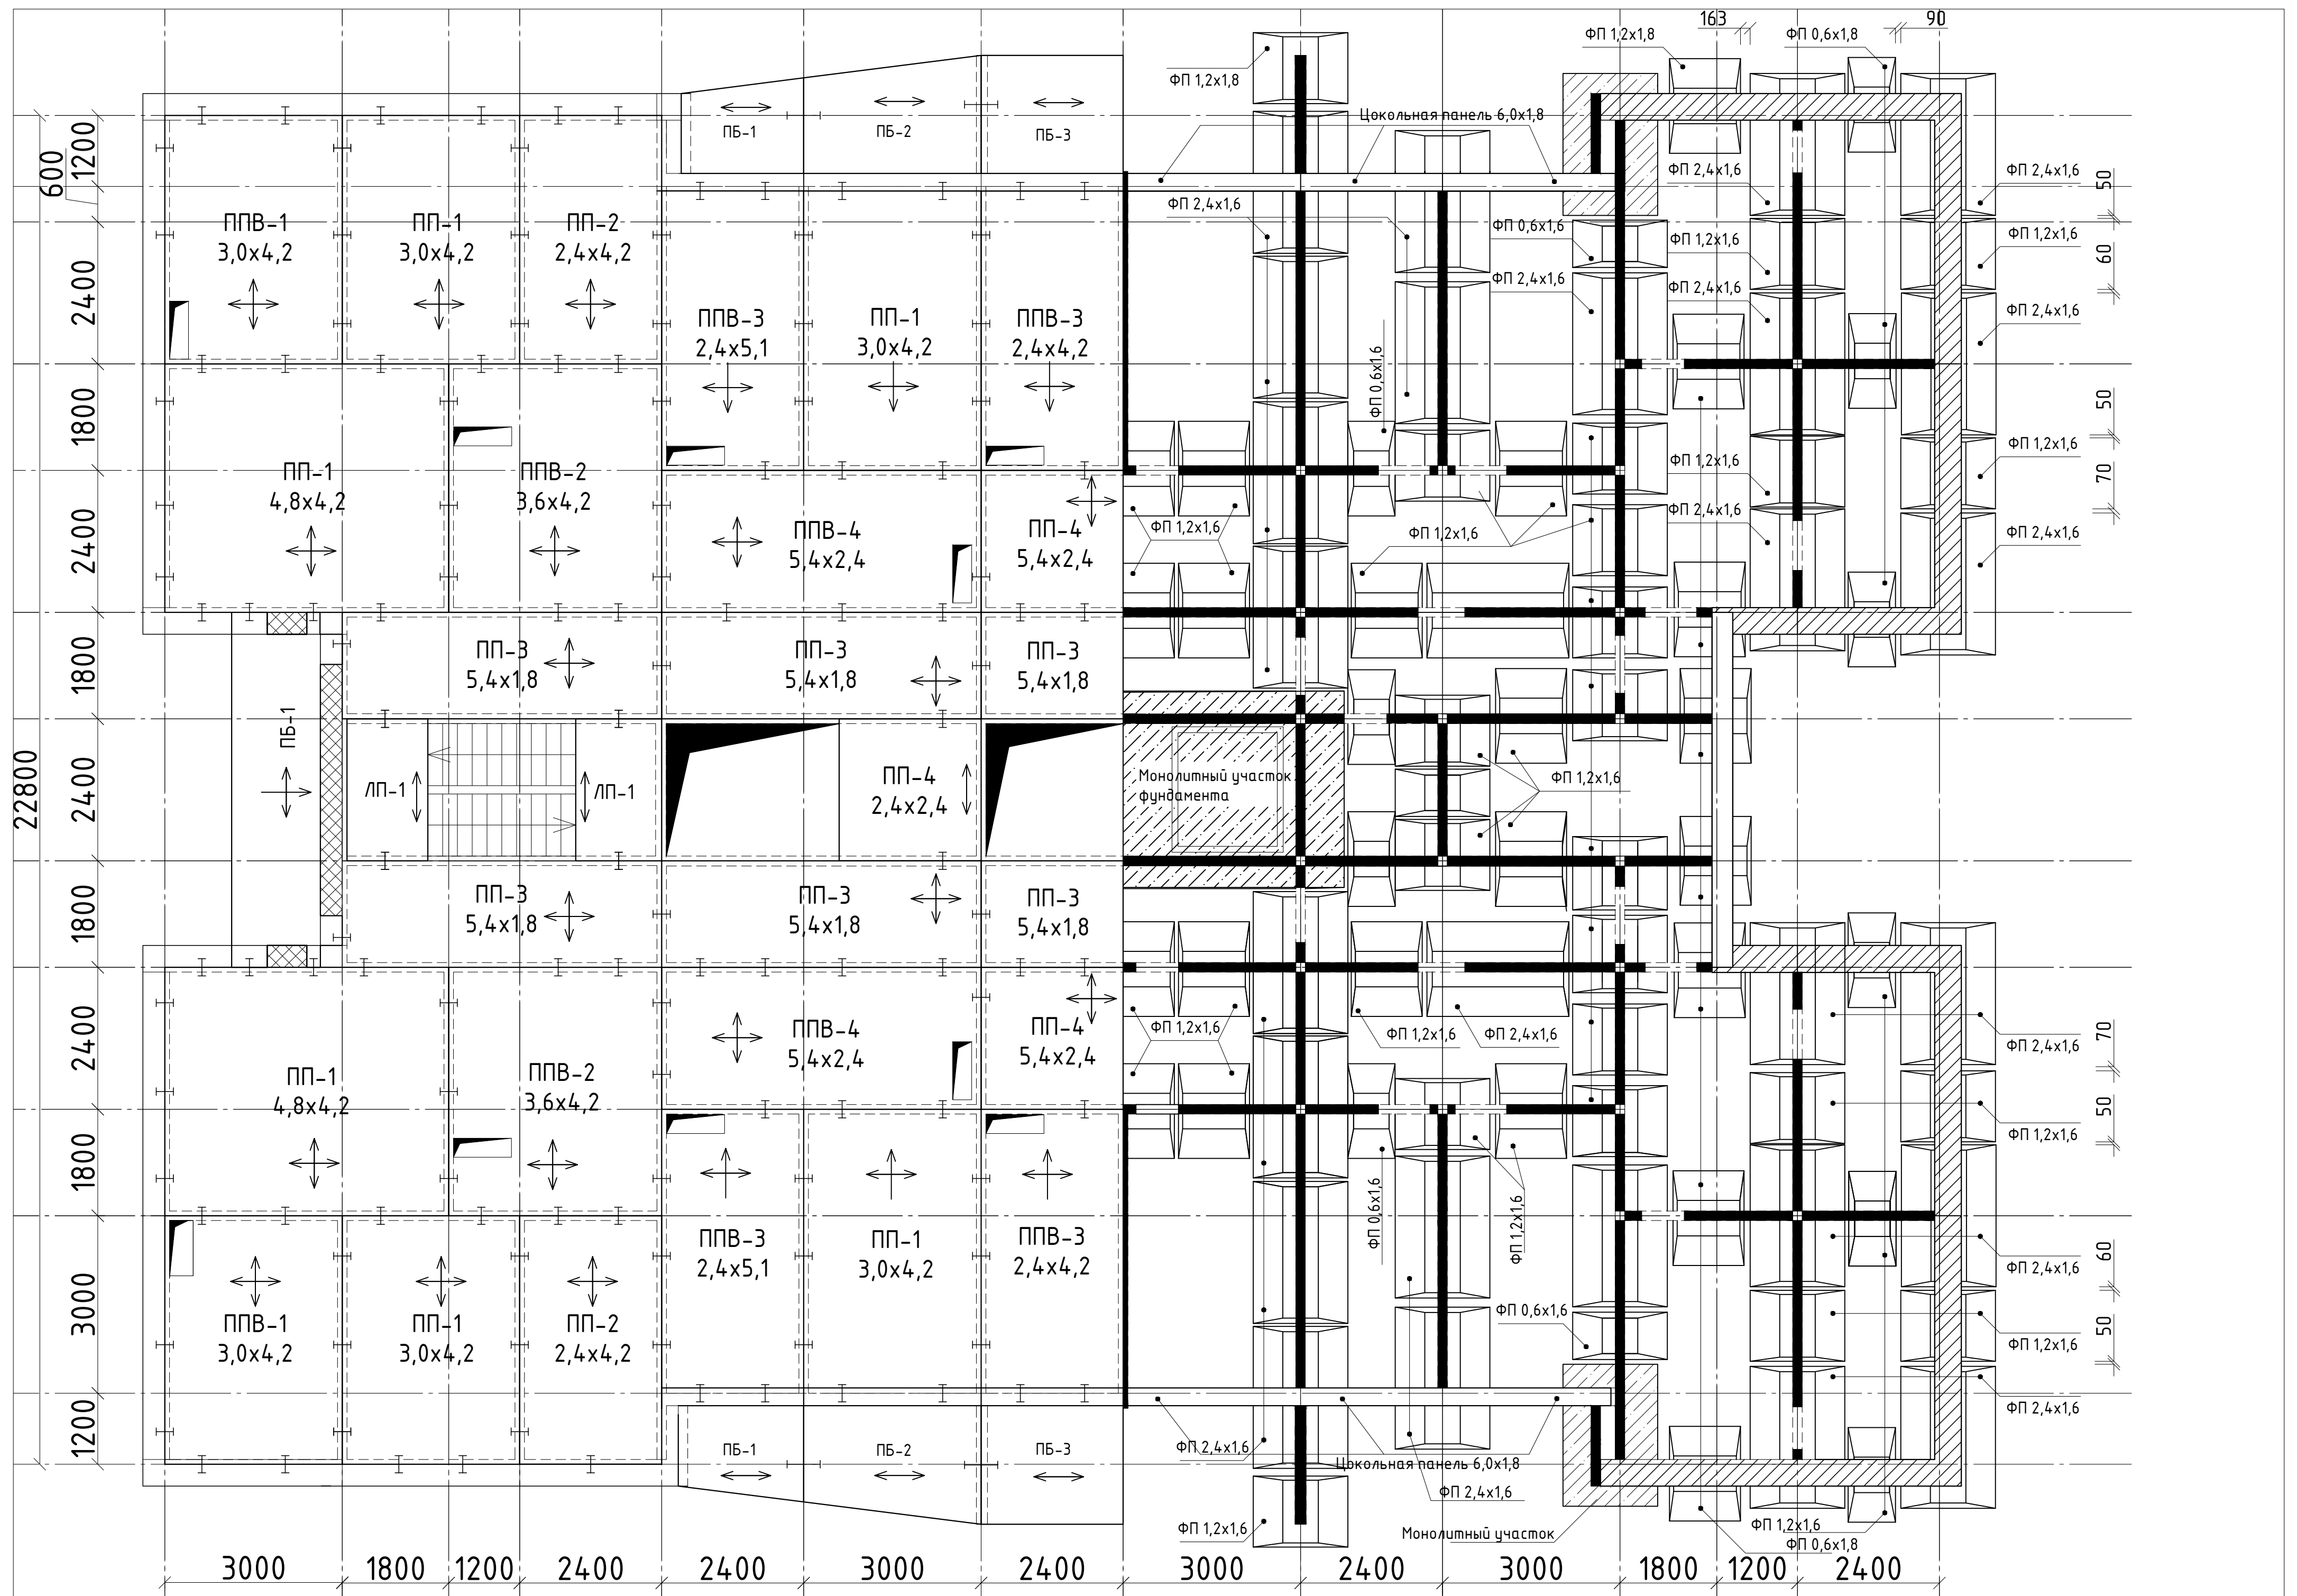 163
90
ФП 1,2х1,8
ФП 0,6х1,8
ФП 1,2х1,8
Цокольная панель 6,0х1,8
ПБ-1
ПБ-2
ПБ-3
1200
600
ФП 2,4х1,6
ФП 2,4х1,6
50
ФП 2,4х1,6
ППВ-1
3,0х4,2
ПП-1
3,0х4,2
ПП-2
2,4х4,2
ФП 0,6х1,6
ФП 1,2х1,6
ФП 1,2х1,6
60
2400
ФП 2,4х1,6
ФП 2,4х1,6
ФП 2,4х1,6
ППВ-3
2,4х5,1
ПП-1
3,0х4,2
ППВ-3
2,4х4,2
ФП 0,6х1,6
1800
50
ФП 1,2х1,6
ФП 1,2х1,6
70
ПП-1
4,8х4,2
ППВ-2
3,6х4,2
ФП 2,4х1,6
ФП 2,4х1,6
2400
ППВ-4
5,4х2,4
ПП-4
5,4х2,4
ФП 1,2х1,6
ФП 1,2х1,6
1800
ПП-3
5,4х1,8
ПП-3
5,4х1,8
ПП-3
5,4х1,8
ПБ-1
22800
2400
ЛП-1
ЛП-1
ПП-4
2,4х2,4
Монолитный участок
фундамента
ФП 1,2х1,6
1800
ПП-3
5,4х1,8
ПП-3
5,4х1,8
ПП-3
5,4х1,8
2400
ППВ-4
5,4х2,4
ПП-4
5,4х2,4
ФП 1,2х1,6
ФП 1,2х1,6
ФП 2,4х1,6
ФП 2,4х1,6
70
ПП-1
4,8х4,2
ППВ-2
3,6х4,2
50
ФП 1,2х1,6
1800
ФП 0,6х1,6
ФП 1,2х1,6
ППВ-3
2,4х5,1
ПП-1
3,0х4,2
ППВ-3
2,4х4,2
60
ФП 2,4х1,6
3000
ППВ-1
3,0х4,2
ПП-1
3,0х4,2
ПП-2
2,4х4,2
ФП 0,6х1,6
50
ФП 1,2х1,6
ФП 2,4х1,6
1200
ПБ-1
ПБ-2
ПБ-3
ФП 2,4х1,6
Цокольная панель 6,0х1,8
ФП 2,4х1,6
ФП 1,2х1,6
Монолитный участок
ФП 1,2х1,6
ФП 0,6х1,8
3000
1800
1200
2400
2400
3000
2400
3000
2400
3000
1800
1200
2400